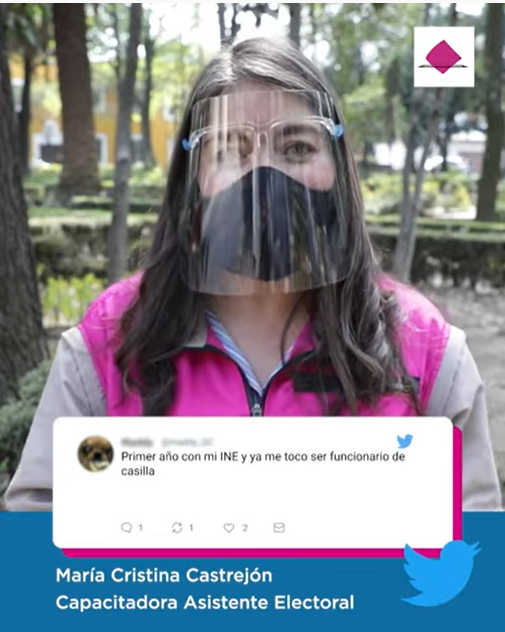 Primer año con mi INE y ya me toco ser funcionario de
casilla
1 1 2
María Cristina Castrejón
Capacitadora Asistente Electoral